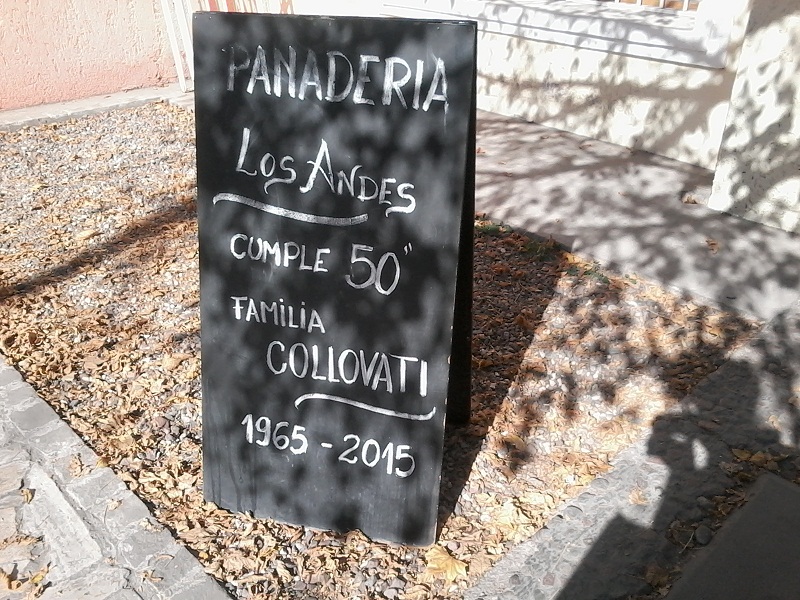 PANADERIA
Los Andes
CUMPLE 50"
FAMiLiA
COLLOVATI
1965 - 2015